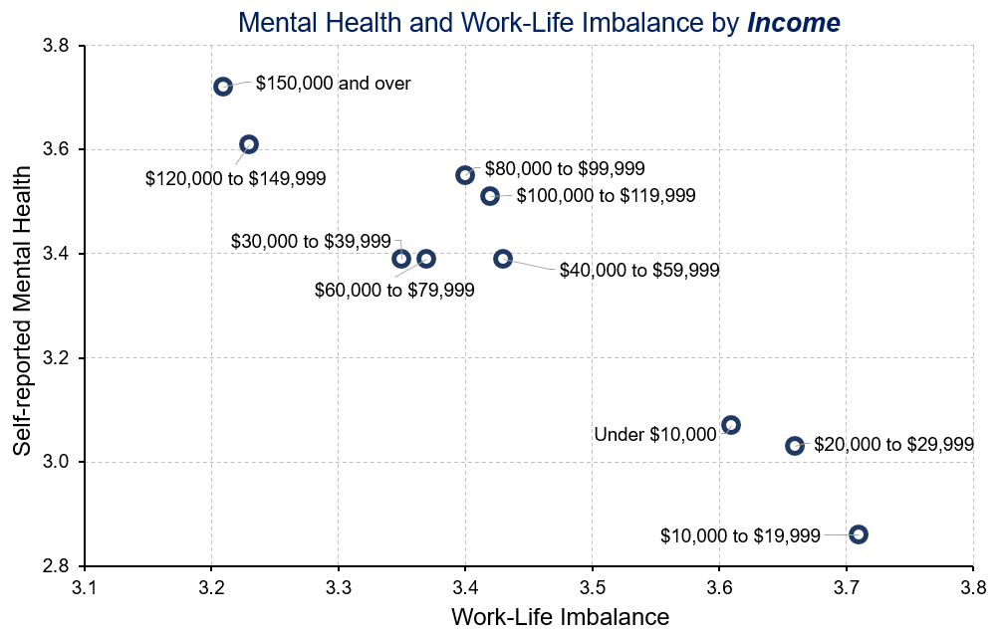 Mental Health and Work-Life Imbalance by Income
3.8
$150,000 and over
3.6
$120,000 to $149,999
$80,000 to $99,999
$100,000 to $119,999
Self-reported Mental Health
3.4
$30,000 to $39,999
$40,000 to $59,999
$60,000 to $79,999
3.2
Under $10,000
$20,000 to $29,999
3.0
$10,000 to $19,999
2.8
3.1 3.2 3.3 3.4 3.5 3.6 3.7 3.8
Work-Life Imbalance